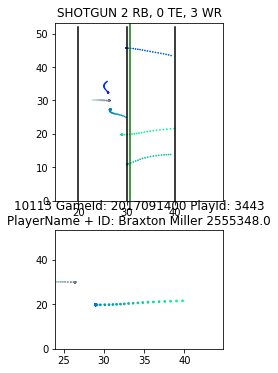 SHOTGUN 2 RB, 0 TE, 3 WR
50
40
30
20
10
0
20 30 40
10113 GameId: 2017091400 PlayId: 3443
PlayerName + ID: Braxton Miller 2555348.0
40
20
0
25 30 35 40